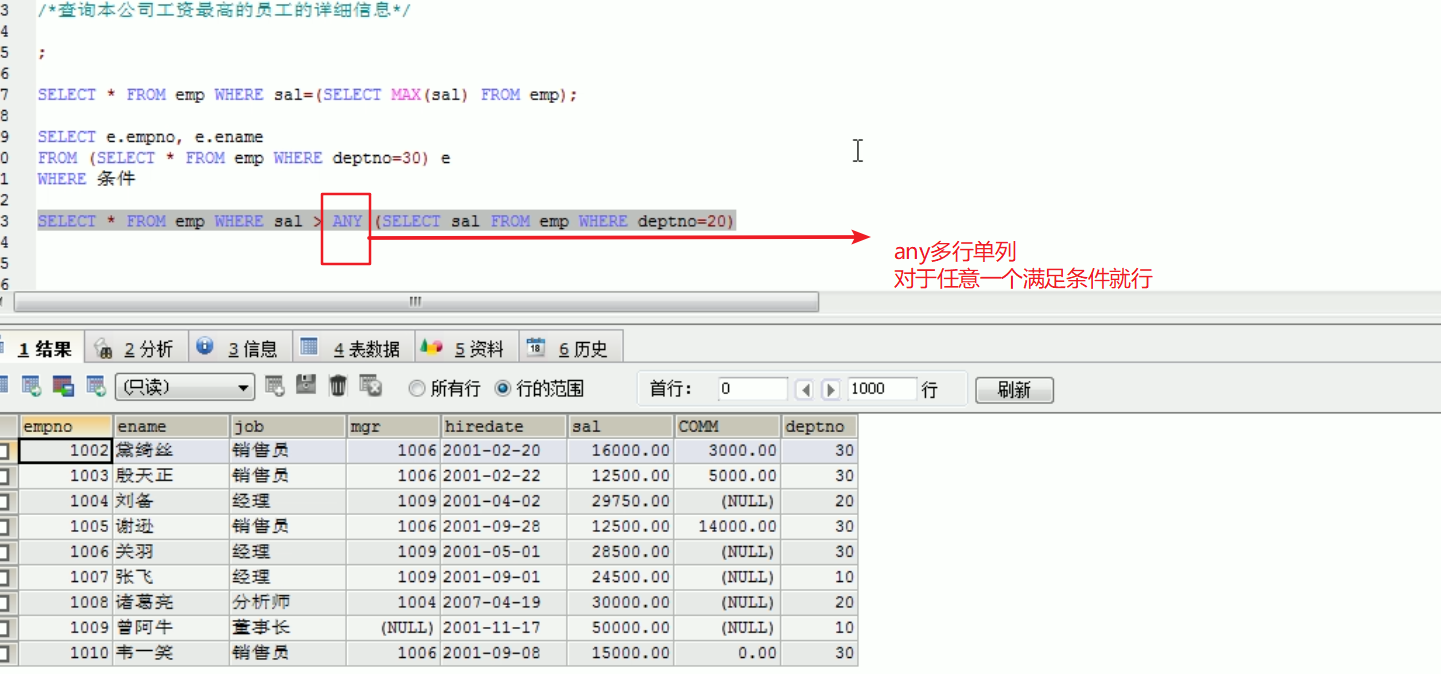 3 /*查询本公司工资最高的员工的详细信息*/
4
5 ;
6
7 SELECT * FROM emp WHERE sal=(SELECT MAX(sal) FROM emp);
8
9 SELECT e.empno, e.ename
0 FROM (SELECT * FROM emp WHERE deptno=30) e
1 WHERE 条件
2
3 SELECT * FROM emp WHERE sal > ANY (SELECT sal FROM emp WHERE deptno=20)
4
5
6
any多行单列
对于任意一个满足条件就行
1 结果 2 分析 3 信息 4 表数据 5 资料 18 6 历史
(只读) 所有行 行的范围 首行: 0 1000 行 刷新
empno ename job mgr hiredate sal COMM deptno
1002 黛绮丝 销售员 1006 2001-02-20 16000.00 3000.00 30
1003 殷天正 销售员 1006 2001-02-22 12500.00 5000.00 30
1004 刘备 经理 1009 2001-04-02 29750.00 (NULL) 20
1005 谢逊 销售员 1006 2001-09-28 12500.00 14000.00 30
1006 关羽 经理 1009 2001-05-01 28500.00 (NULL) 30
1007 张飞 经理 1009 2001-09-01 24500.00 (NULL) 10
1008 诸葛亮 分析师 1004 2007-04-19 30000.00 (NULL) 20
1009 曾阿牛 董事长 (NULL) 2001-11-17 50000.00 (NULL) 10
1010 韦一笑 销售员 1006 2001-09-08 15000.00 0.00 30